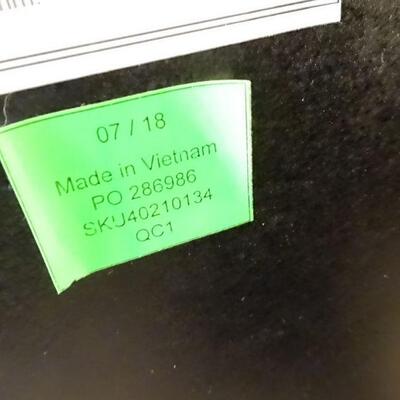 07 / 18
Made in Vietnam
PO 286986
SKU40210134
QC1